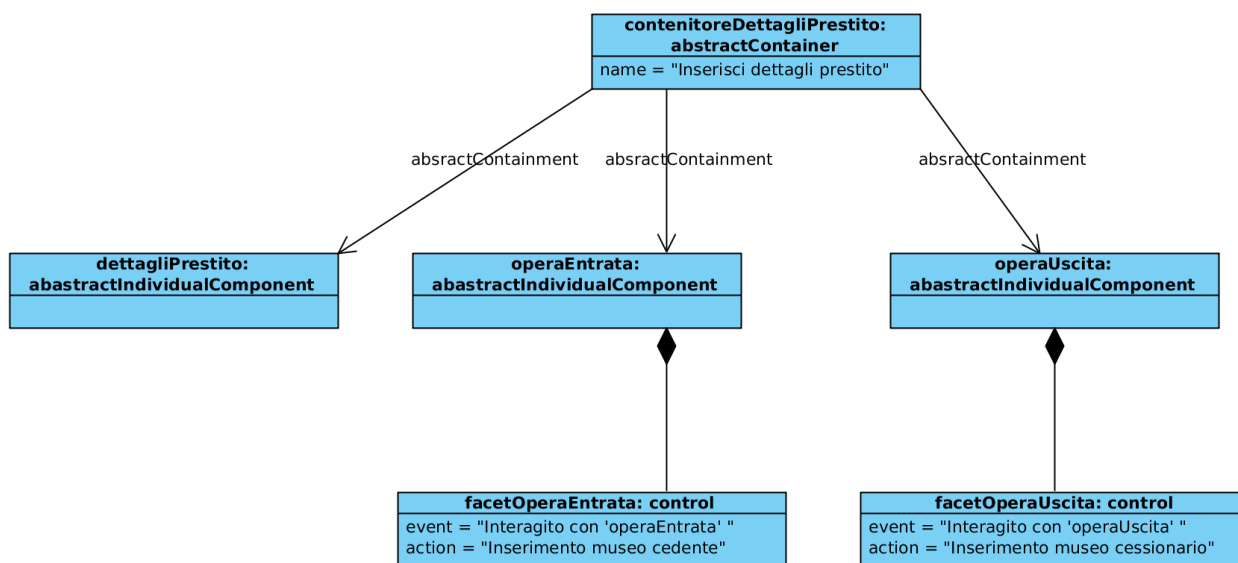 contenitoreDettagliPrestito:
abstractContainer
name = "Inserisci dettagli prestito"
absractContainment
absractContainment
absractContainment
dettagliPrestito:
abastractIndividualComponent
operaEntrata:
abastractIndividualComponent
operaUscita:
abastractIndividualComponent
facetOperaEntrata: control
event = "Interagito con 'operaEntrata' "
action = "Inserimento museo cedente"
facetOperaUscita: control
event = "Interagito con 'operaUscita' "
action = "Inserimento museo cessionario"